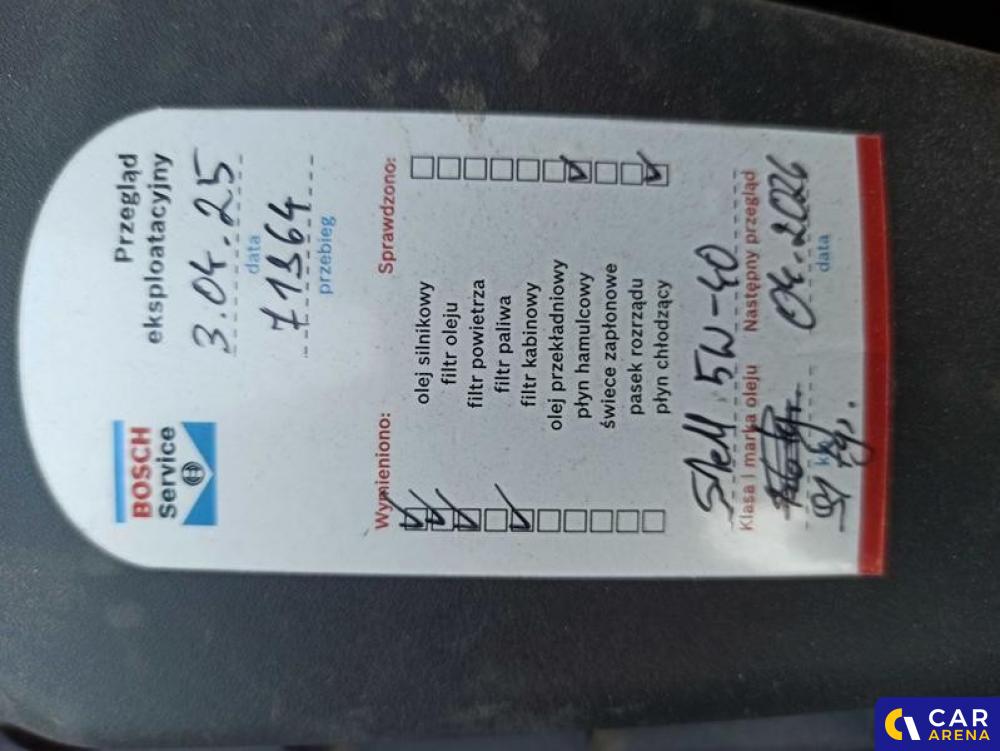 BOSCH
Service
Przegląd
eksploatacyjny
3.04.25
data
71364
przebieg
Wymieniono:
Sprawdzono:
olej silnikowy
filtr oleju
filtr powietrza
filtr paliwa
filtr kabinowy
olej przekładniowy
płyn hamulcowy
świece zapłonowe
pasek rozrządu
płyn chłodzący
Shell 5W-40
Klasa i marka oleju
Następny przegląd
04.2026
km
data
CAR
ARENA